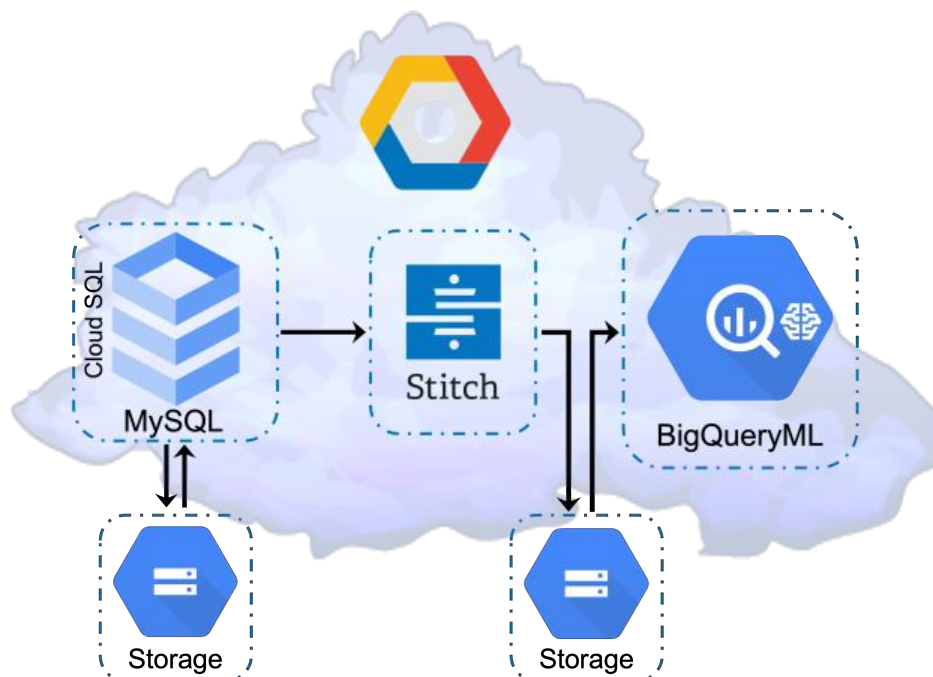 Cloud SQL
MySQL
Stitch
BigQueryML
Storage
Storage